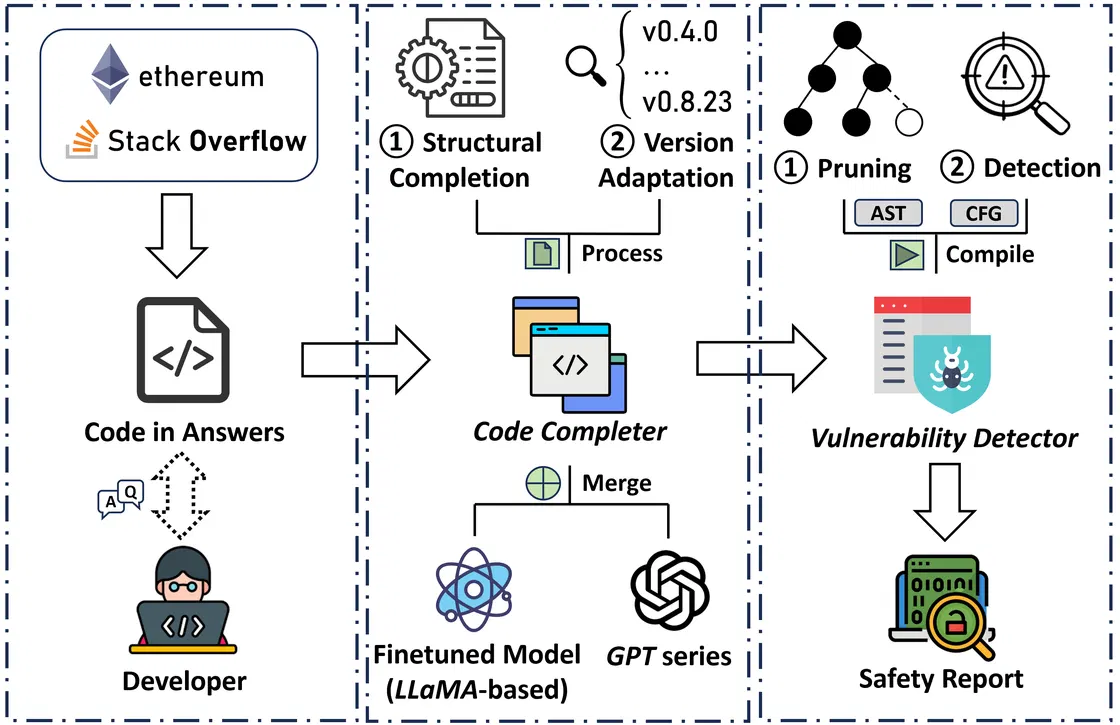 ethereum
Stack Overflow
</>
Code in Answers
A
Q
</>
Developer
v0.4.0
...
v0.8.23
① Structural
Completion
② Version
Adaptation
Process
</>
Code Completer
Merge
Finetuned Model
(LLaMA-based)
GPT series
① Pruning
② Detection
AST
CFG
Compile
Vulnerability Detector
010101
Safety Report